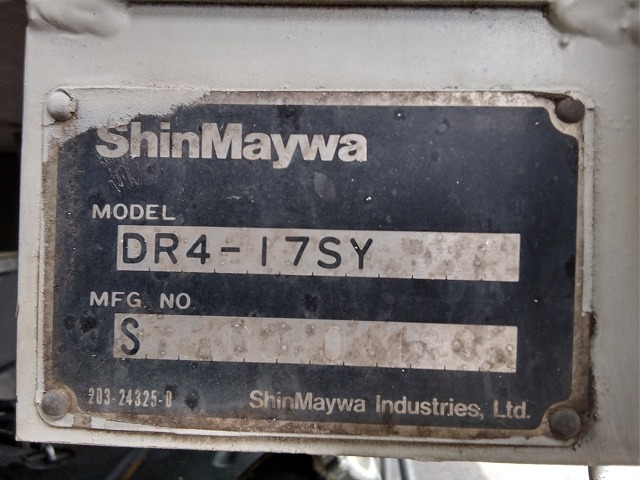 ShinMaywa
MODEL
DR4-17SY
MFG. NO.
S
203-24325-0
ShinMaywa Industries, Ltd.